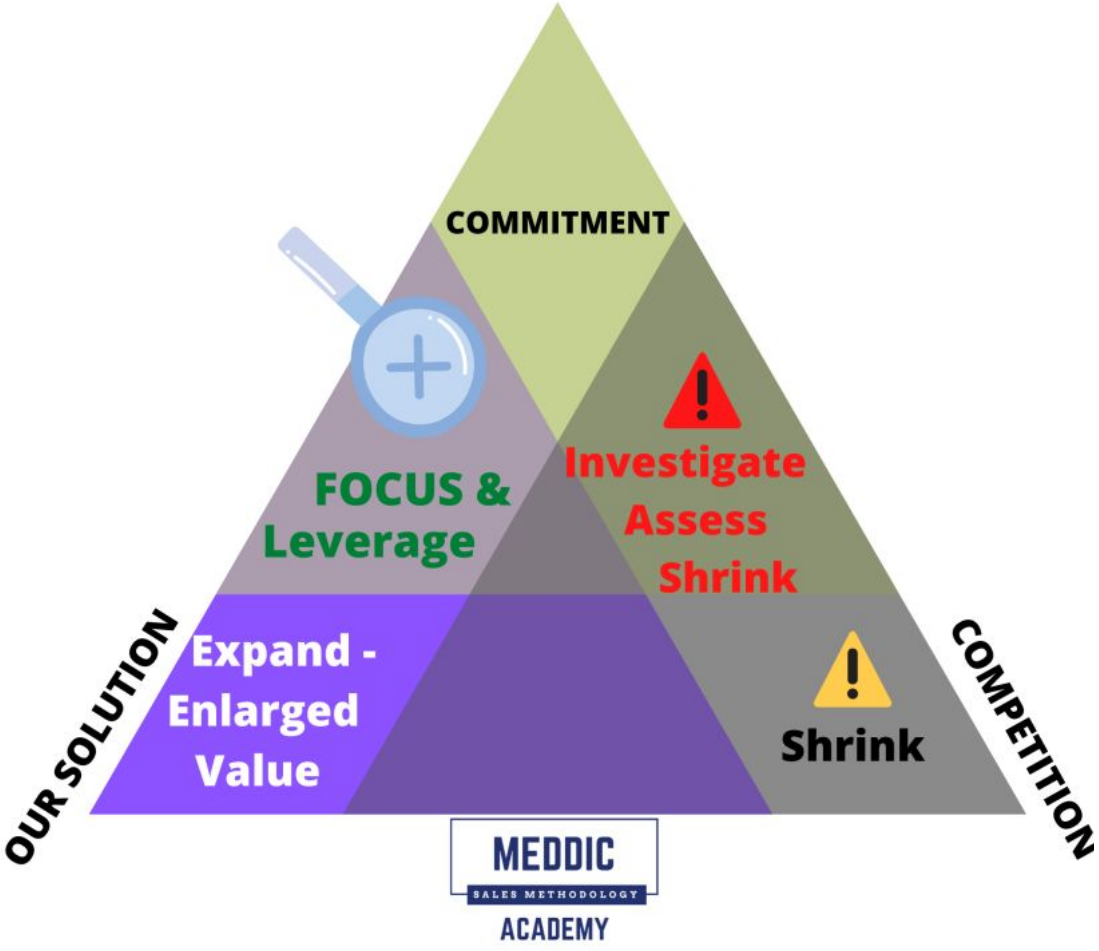 COMMITMENT
FOCUS &
Leverage
Investigate
Assess
Shrink
Expand -
Enlarged
Value
Shrink
OUR SOLUTION
COMPETITION
MEDDIC
SALES METHODOLOGY
ACADEMY